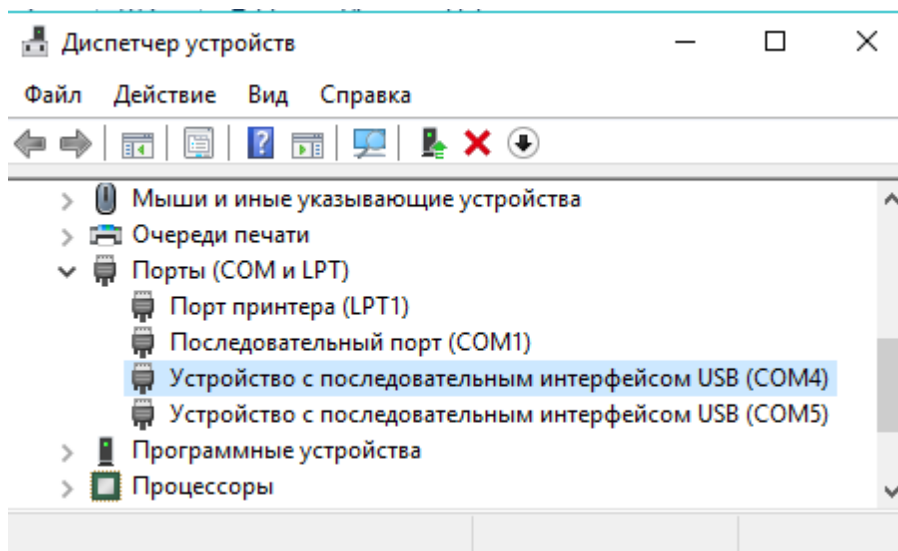 Диспетчер устройств
Файл Действие Вид Справка
Мыши и иные указывающие устройства
Очереди печати
Порты (COM и LPT)
Порт принтера (LPT1)
Последовательный порт (COM1)
Устройство с последовательным интерфейсом USB (COM4)
Устройство с последовательным интерфейсом USB (COM5)
Программные устройства
Процессоры